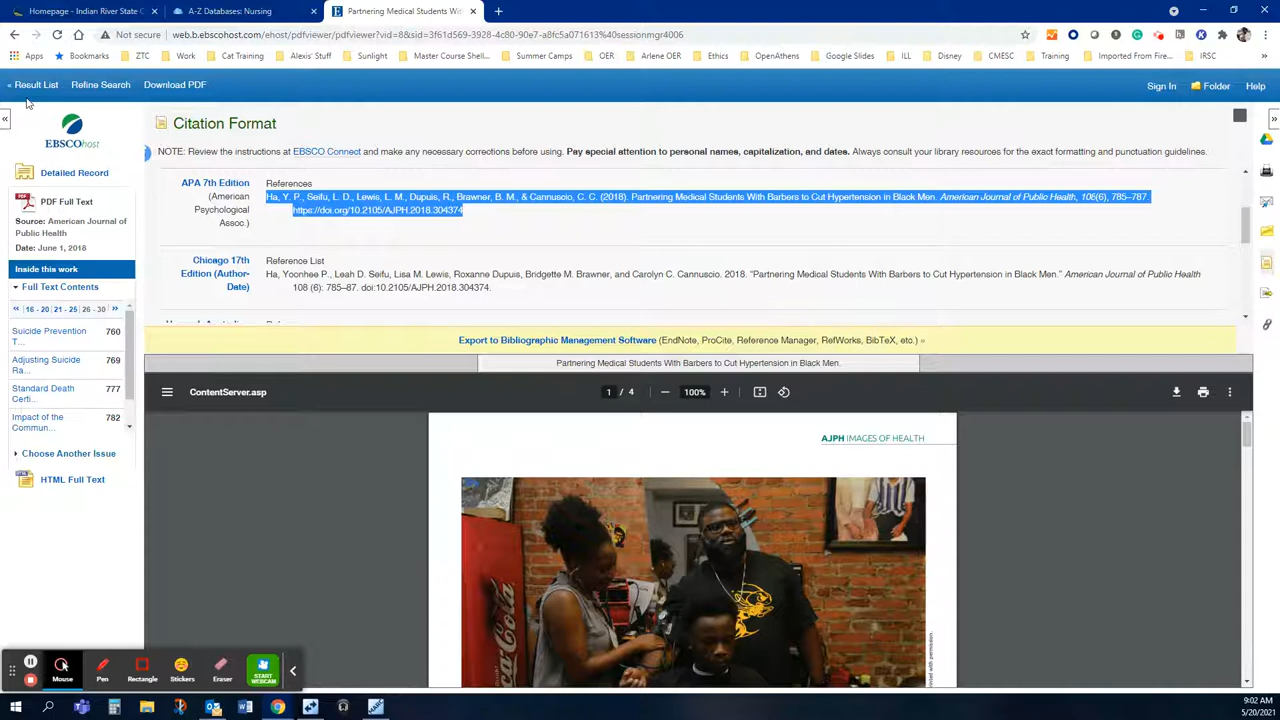 Homepage - Indian River State C
A-Z Databases: Nursing
Partnering Medical Students Wit
Not secure
web.b.ebscohost.com/ehost/pdfviewer/pdfviewer?vid=8&sid=3f61d569-3928-4c80-90e7-a8fc5a071613%40sessionmgr4006
Apps Bookmarks ZTC Work Cat Training Alexis' Stuff Sunlight Master Course Shell... Summer Camps OER Arlene OER Ethics OpenAthens Google Slides ILL Disney CMESC Training Imported From Fire... IRSC
« Result List Refine Search Download PDF
Sign In Folder Help
EBSCOhost
Detailed Record
PDF Full Text
Source: American Journal of
Public Health
Date: June 1, 2018
Inside this work
Full Text Contents
16 - 20 21 - 25 26 - 30
Suicide Prevention
T...
760
Adjusting Suicide
Ra...
769
Standard Death
Certi...
777
Impact of the
Commun...
782
Choose Another Issue
HTML Full Text
Citation Format
NOTE: Review the instructions at EBSCO Connect and make any necessary corrections before using. Pay special attention to personal names, capitalization, and dates. Always consult your library resources for the exact formatting and punctuation guidelines.
APA 7th Edition
(American
Psychological
Assoc.)
References
Ha, Y. P., Seifu, L. D., Lewis, L. M., Dupuis, R., Brawner, B. M., & Cannuscio, C. C. (2018). Partnering Medical Students With Barbers to Cut Hypertension in Black Men. American Journal of Public Health, 108(6), 785–787.
https://doi.org/10.2105/AJPH.2018.304374
Chicago 17th
Edition (Author-
Date)
Reference List
Ha, Yoonhee P., Leah D. Seifu, Lisa M. Lewis, Roxanne Dupuis, Bridgette M. Brawner, and Carolyn C. Cannuscio. 2018. “Partnering Medical Students With Barbers to Cut Hypertension in Black Men.” American Journal of Public Health
108 (6): 785–87. doi:10.2105/AJPH.2018.304374.
Export to Bibliographic Management Software (EndNote, ProCite, Reference Manager, RefWorks, BibTeX, etc.) »
Partnering Medical Students With Barbers to Cut Hypertension in Black Men.
ContentServer.asp
1 / 4
100%
AJPH IMAGES OF HEALTH
Coca-Cola
Mouse Pen Rectangle Stickers Eraser
START
WEBCAM
9:02 AM
5/20/2021